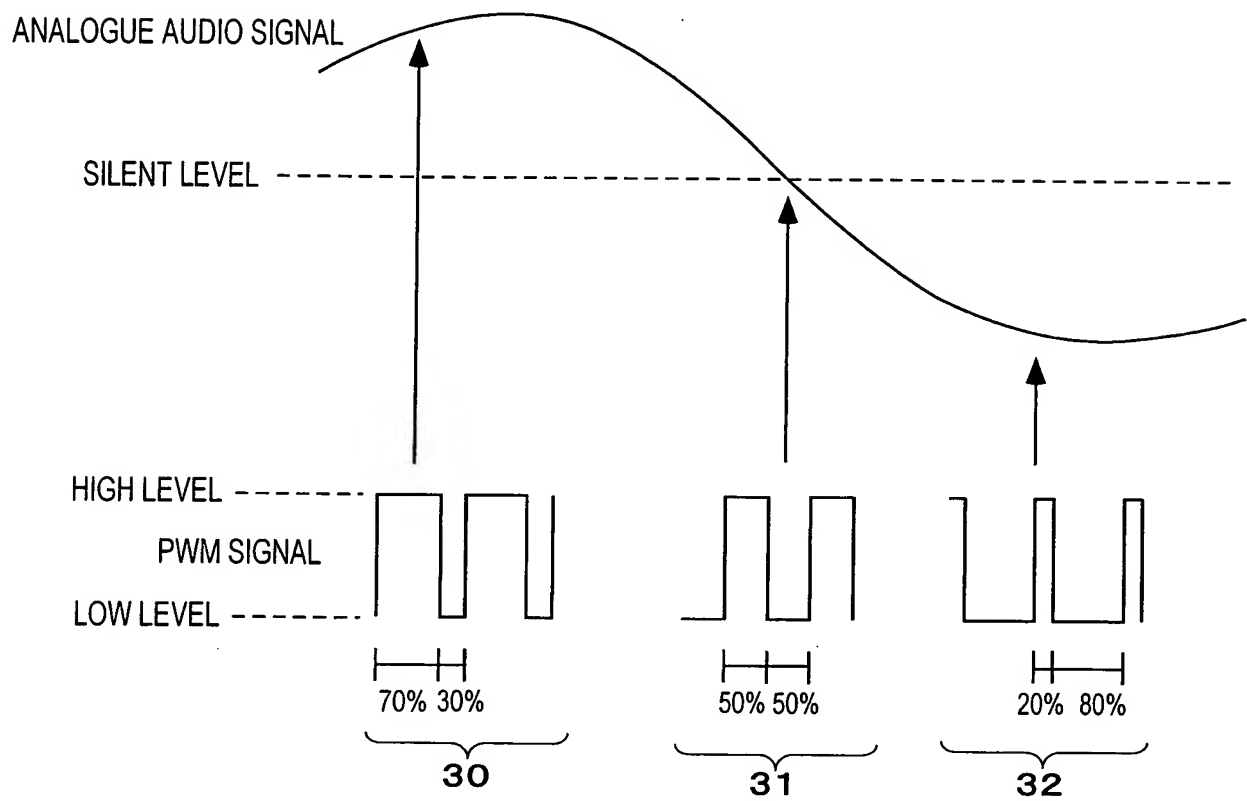 ANALOGUE AUDIO SIGNAL
SILENT LEVEL
HIGH LEVEL
PWM SIGNAL
LOW LEVEL
70% 30% 50% 50% 20% 80%
30 31 32